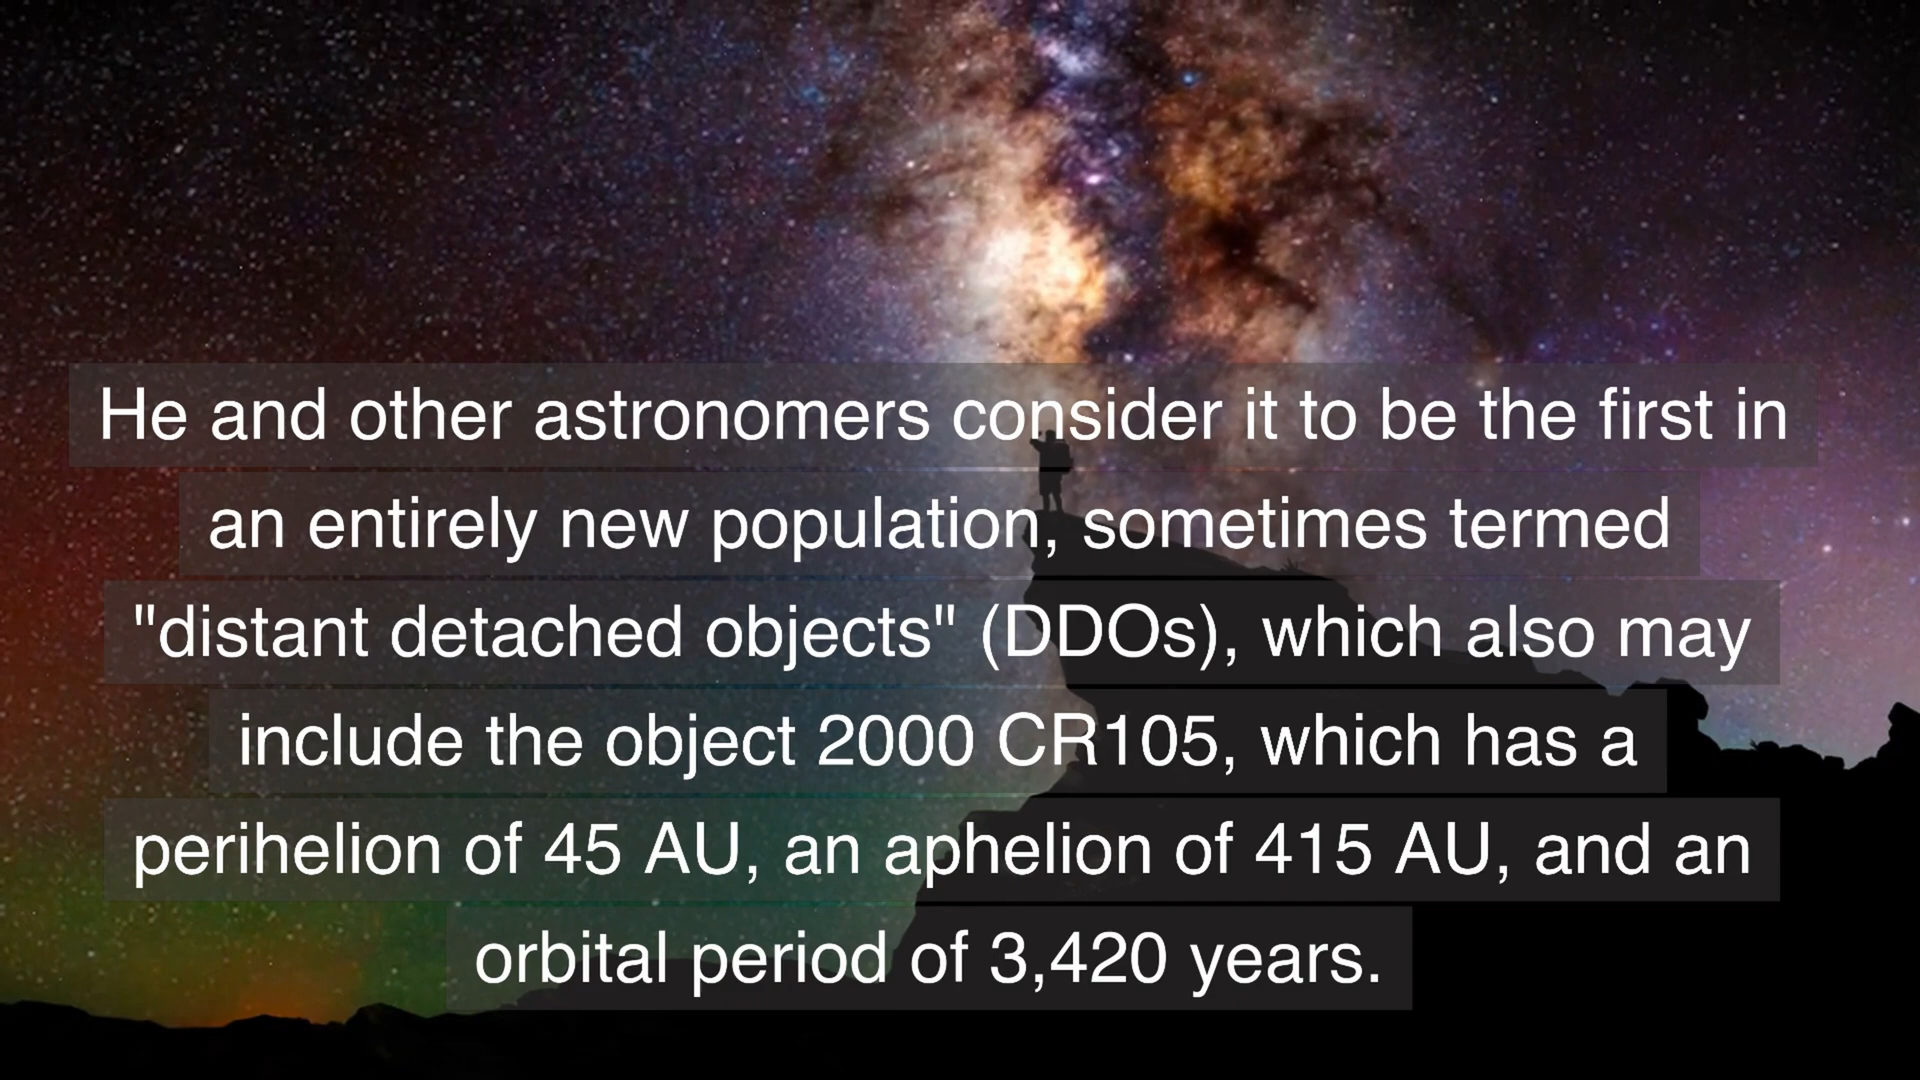 He and other astronomers consider it to be the first in
an entirely new population, sometimes termed
"distant detached objects" (DDOs), which also may
include the object 2000 CR105, which has a
perihelion of 45 AU, an aphelion of 415 AU, and an
orbital period of 3,420 years.